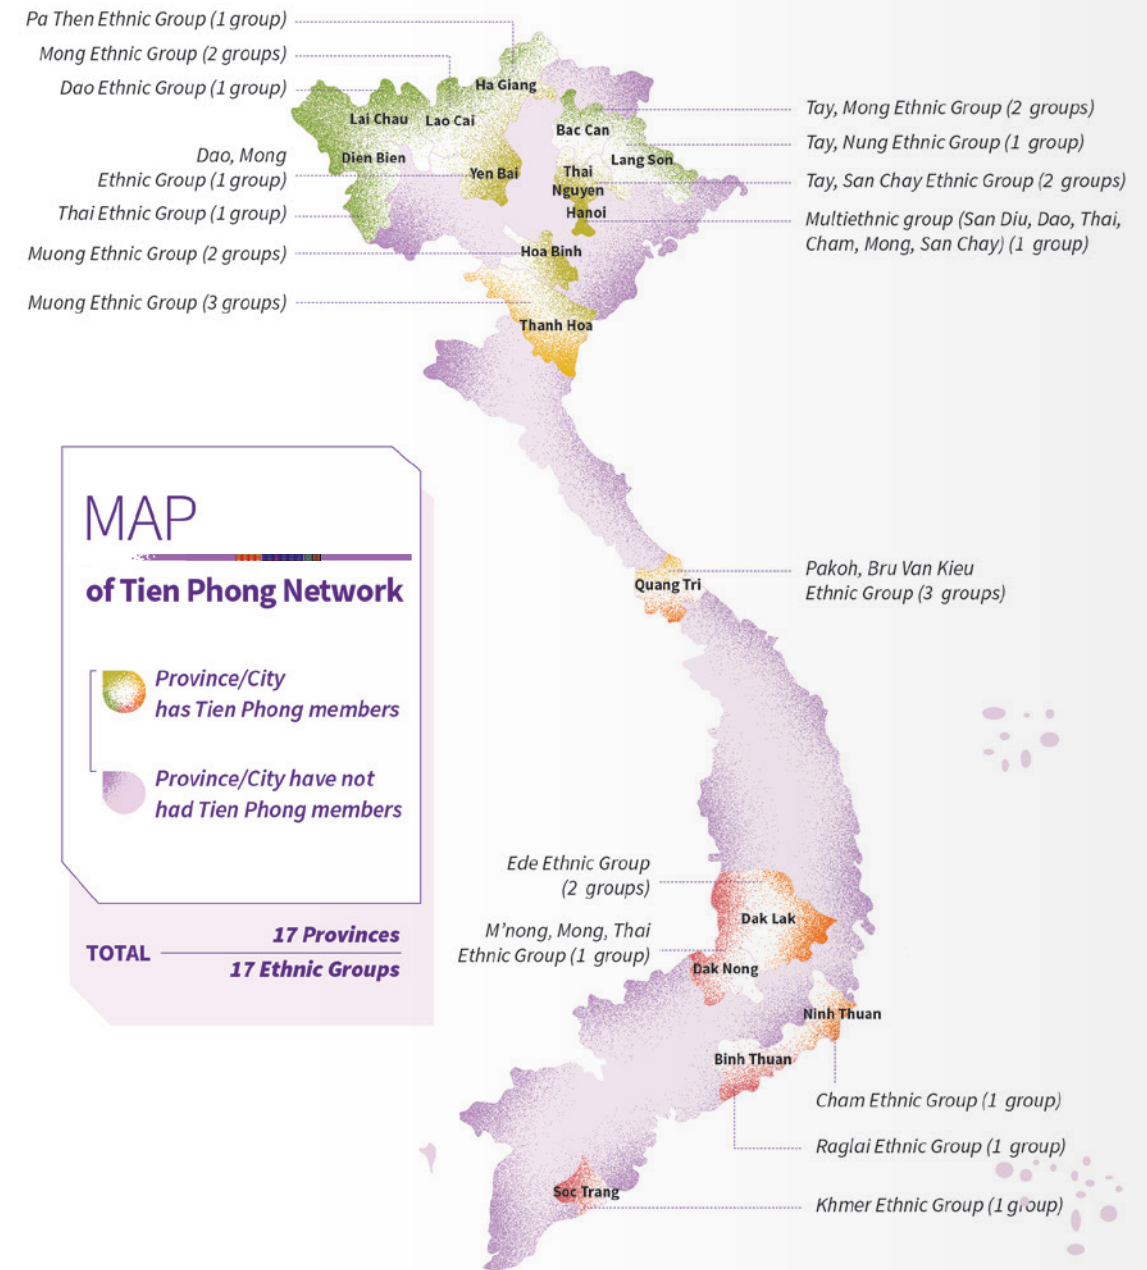 Pa Then Ethnic Group (1 group)
Mong Ethnic Group (2 groups)
Dao Ethnic Group (1 group)
Dao, Mong
Ethnic Group (1 group)
Thai Ethnic Group (1 group)
Muong Ethnic Group (2 groups)
Muong Ethnic Group (3 groups)
Ha Giang
Lai Chau
Lao Cai
Dien Bien
Yen Bai
Bac Can
Lang Son
Thai
Nguyen
Hanoi
Hoa Binh
Thanh Hoa
Tay, Mong Ethnic Group (2 groups)
Tay, Nung Ethnic Group (1 group)
Tay, San Chay Ethnic Group (2 groups)
Multiethnic group (San Diu, Dao, Thai,
Cham, Mong, San Chay) (1 group)
MAP
of Tien Phong Network
Province/City
has Tien Phong members
Province/City have not
had Tien Phong members
TOTAL
17 Provinces
17 Ethnic Groups
Quang Tri
Pakoh, Bru Van Kieu
Ethnic Group (3 groups)
Ede Ethnic Group
(2 groups)
M'nong, Mong, Thai
Ethnic Group (1 group)
Dak Lak
Dak Nong
Ninh Thuan
Binh Thuan
Soc Trang
Cham Ethnic Group (1 group)
Raglai Ethnic Group (1 group)
Khmer Ethnic Group (1 group)